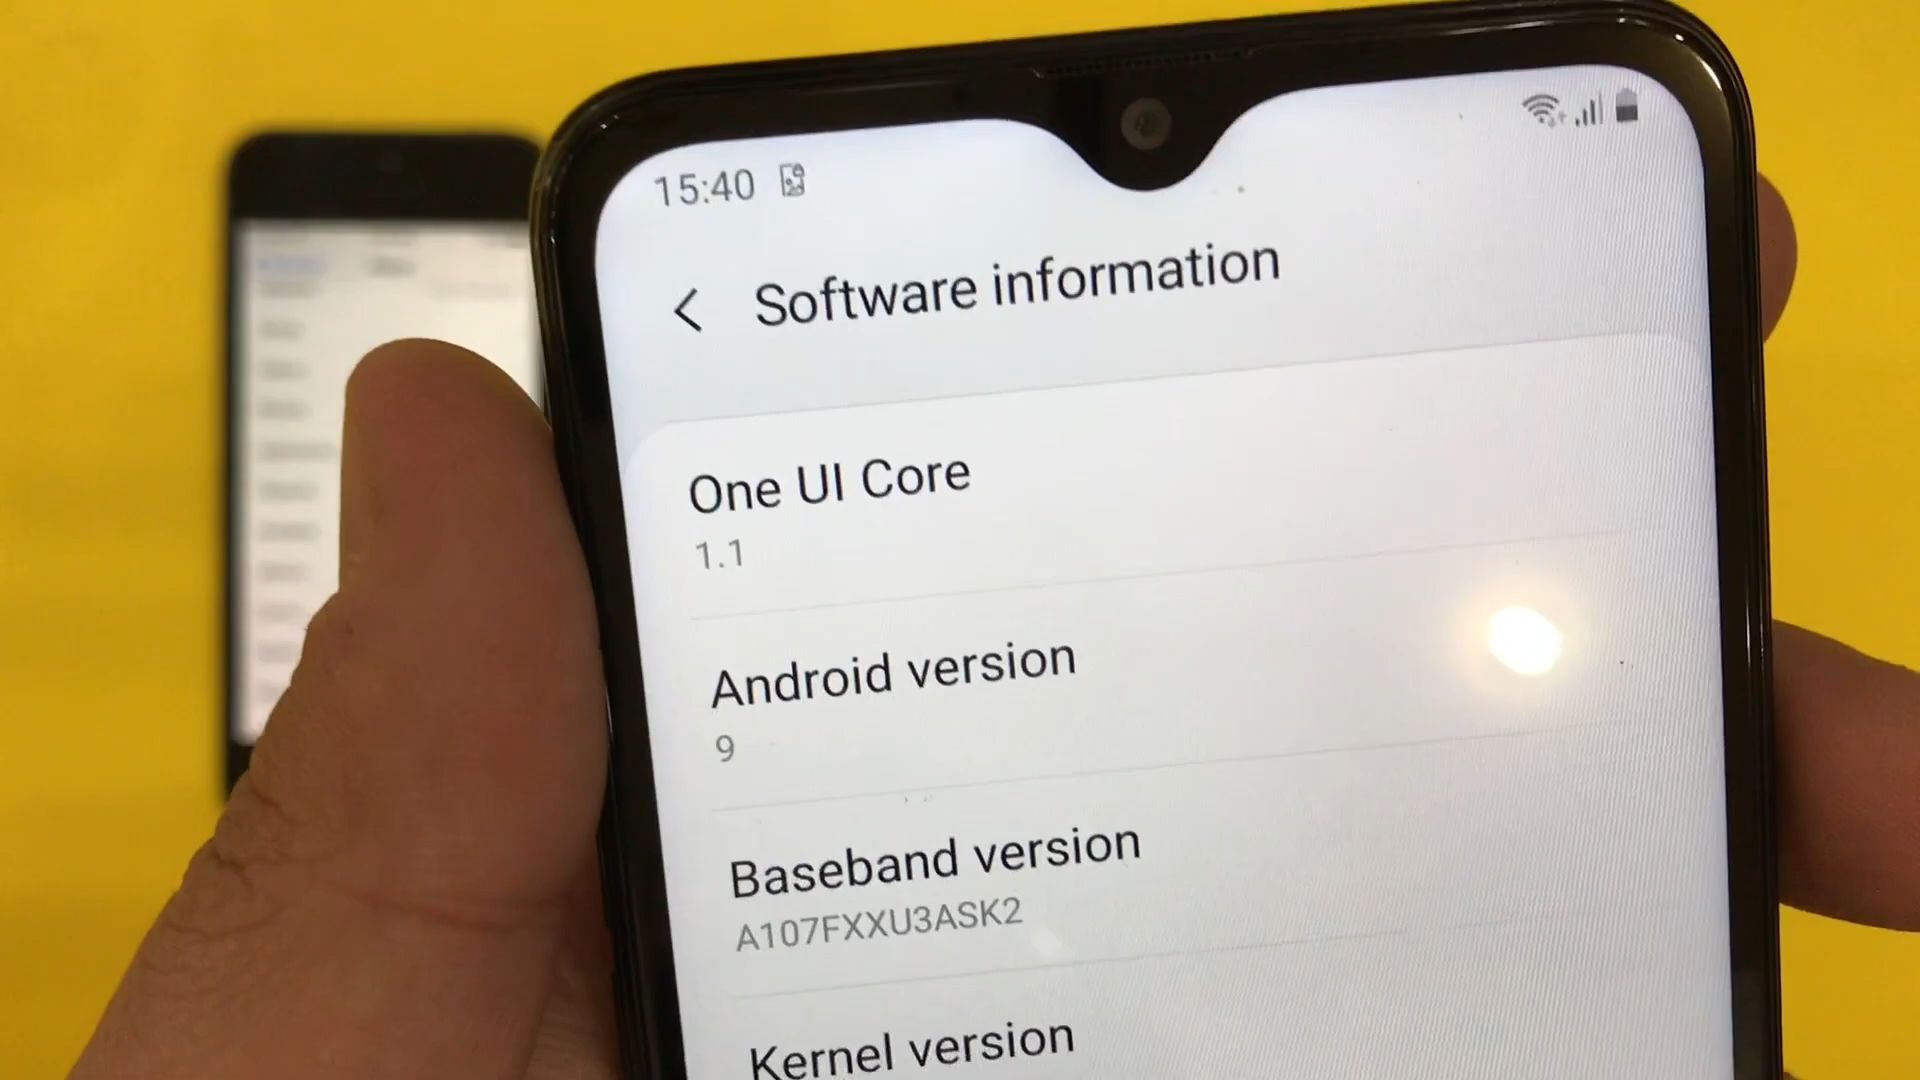 15:40
Software information
One UI Core
1.1
Android version
9
Baseband version
A107FXXU3ASK2
Kernel version